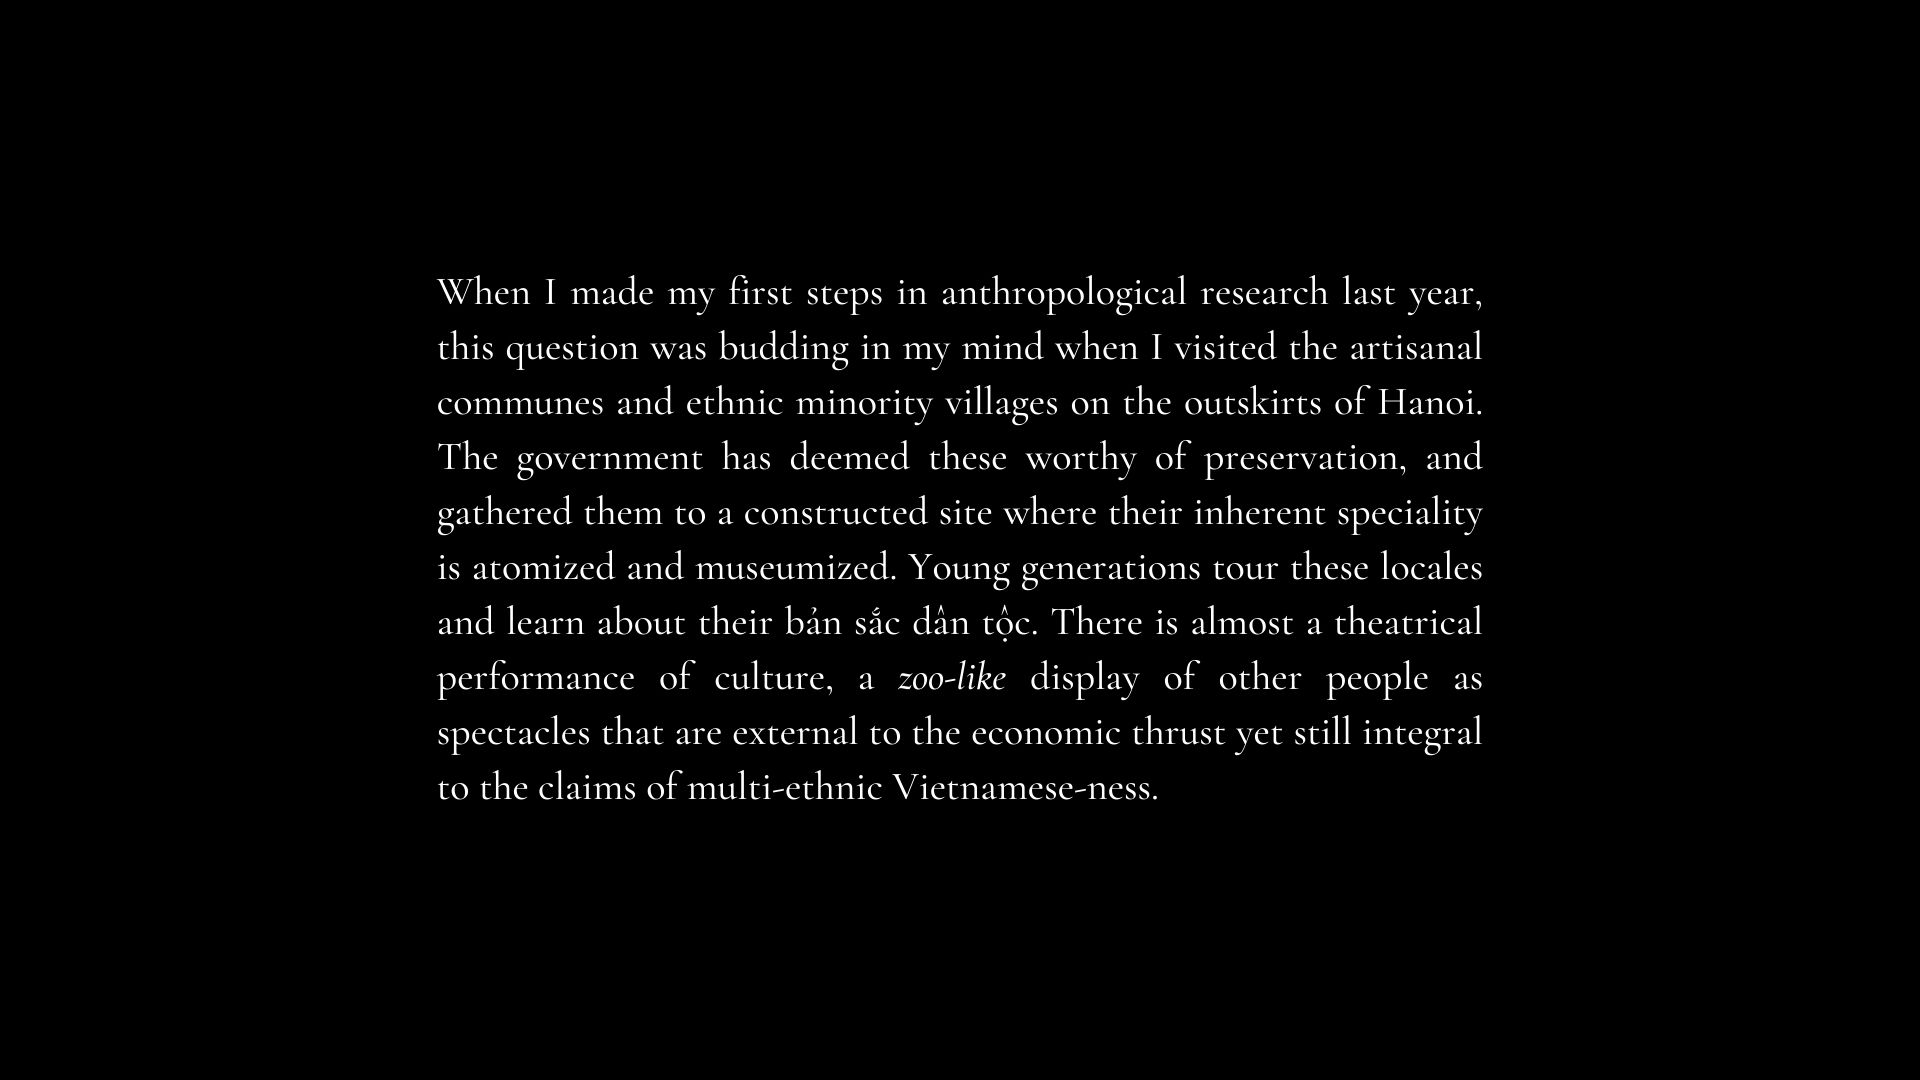 When I made my first steps in anthropological research last year,
this question was budding in my mind when I visited the artisanal
communes and ethnic minority villages on the outskirts of Hanoi.
The government has deemed these worthy of preservation, and
gathered them to a constructed site where their inherent speciality
is atomized and museumized. Young generations tour these locales
and learn about their bản sắc dân tộc. There is almost a theatrical
performance of culture, a zoo-like display of other people as
spectacles that are external to the economic thrust yet still integral
to the claims of multi-ethnic Vietnamese-ness.